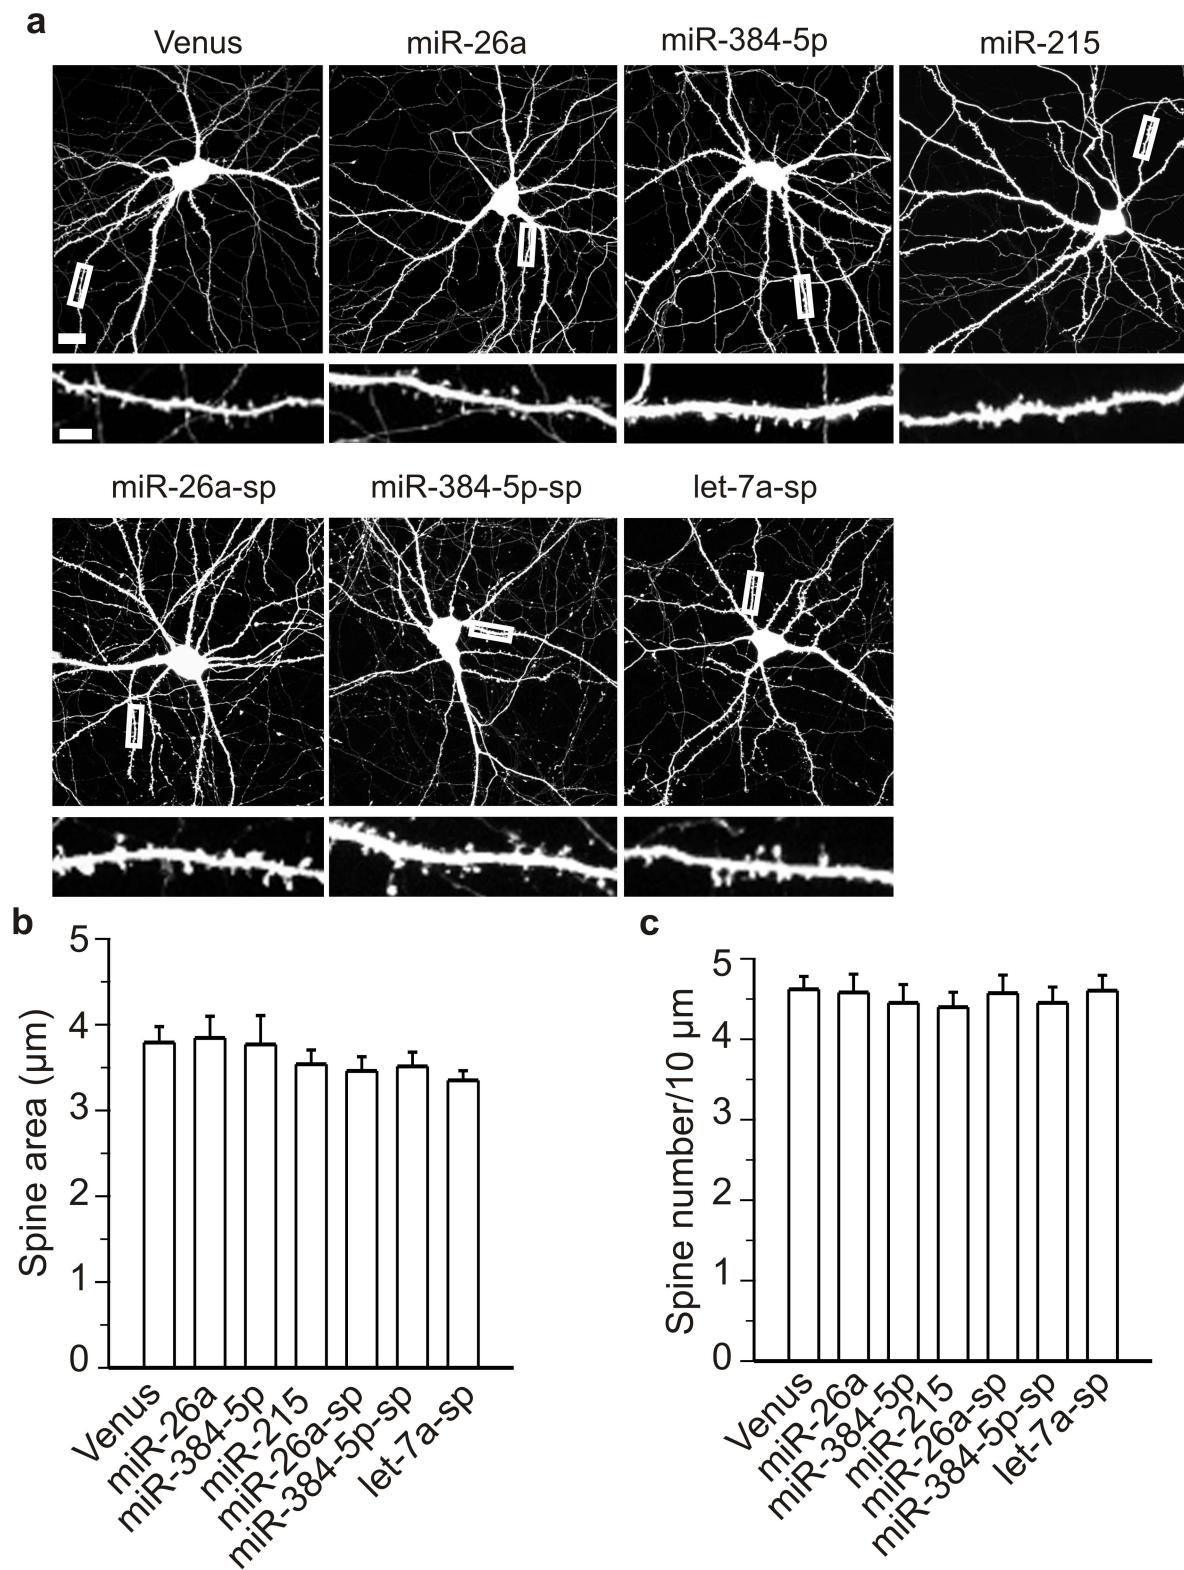 a
Venus miR-26a miR-384-5p miR-215
miR-26a-sp miR-384-5p-sp let-7a-sp
b
5
4
3
2
1
0
Spine area (μm)
Venus
miR-26a
miR-384-5p
miR-215
miR-26a-sp
miR-384-5p-sp
let-7a-sp
c
5
4
3
2
1
0
Spine number/10 μm
Venus
miR-26a
miR-384-5p
miR-215
miR-26a-sp
miR-384-5p-sp
let-7a-sp